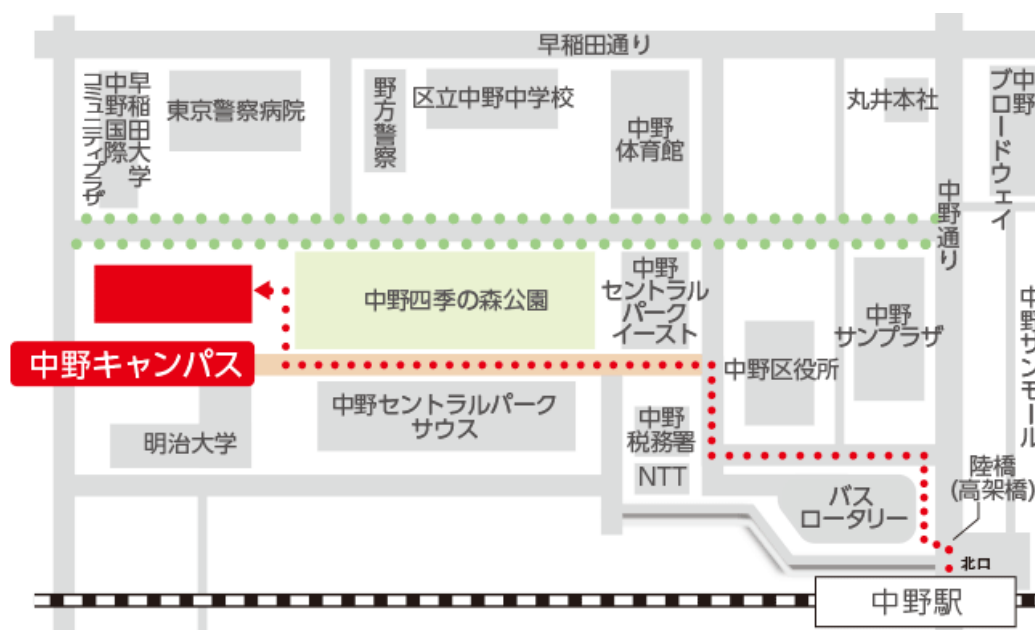 早稲田通り
早稲田大学
中野国際
コミュニティプラザ
東京警察病院
野方警察
区立中野中学校
中野
体育館
丸井本社
中野
ブロードウェイ
中野通り
中野四季の森公園
中野
セントラル
パーク
イースト
中野
サンプラザ
中野サンモール
中野キャンパス
中野区役所
中野セントラルパーク
サウス
中野
税務署
明治大学
NTT
バス
ロータリー
陸橋
(高架橋)
北口
中野駅